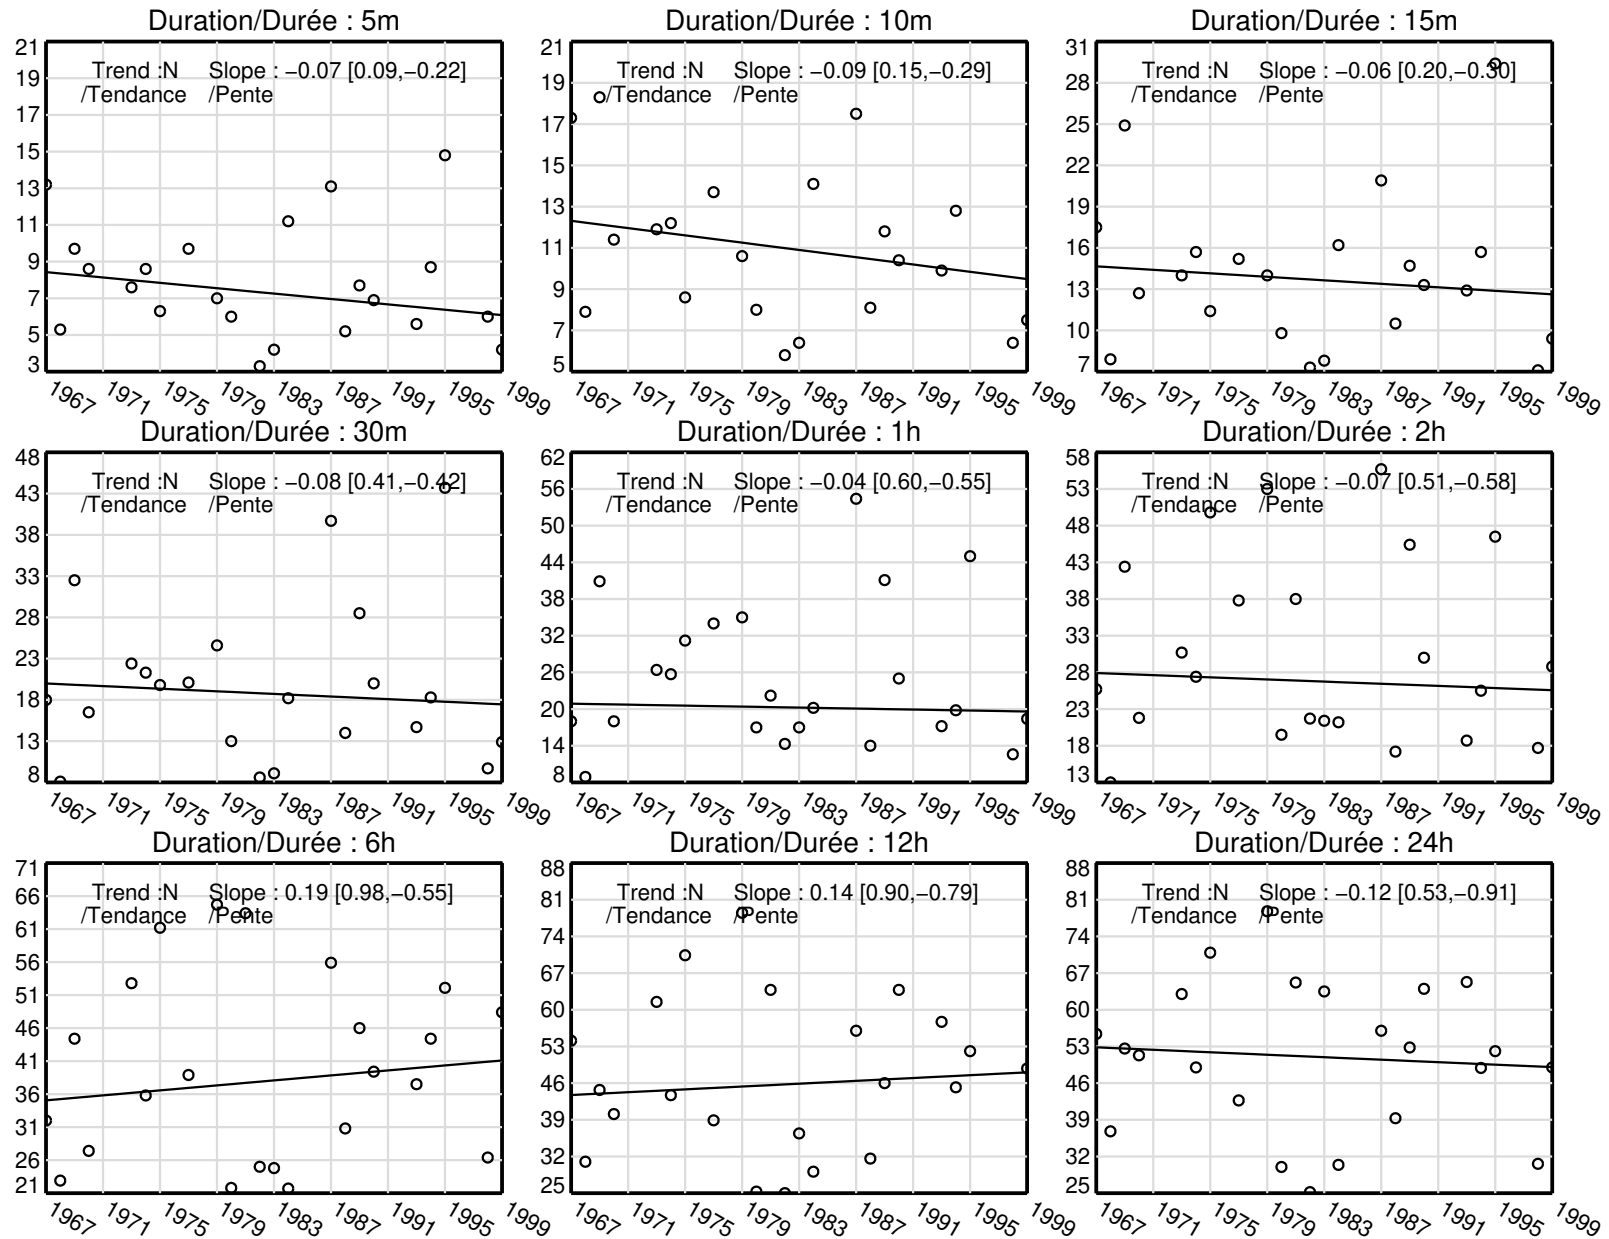 Duration/Durée : 5m
21
19
17
15
13
11
9
7
5
3
Trend :N Slope : −0.07 [0.09,−0.22]
/Tendance /Pente
1967 1971 1975 1979 1983 1987 1991 1995 1999
Duration/Durée : 10m
21
19
17
15
13
11
9
7
5
Trend :N Slope : −0.09 [0.15,−0.29]
/Tendance /Pente
1967 1971 1975 1979 1983 1987 1991 1995 1999
Duration/Durée : 15m
31
28
25
22
19
16
13
10
7
Trend :N Slope : −0.06 [0.20,−0.30]
/Tendance /Pente
1967 1971 1975 1979 1983 1987 1991 1995 1999
Duration/Durée : 30m
48
43
38
33
28
23
18
13
8
Trend :N Slope : −0.08 [0.41,−0.42]
/Tendance /Pente
1967 1971 1975 1979 1983 1987 1991 1995 1999
Duration/Durée : 1h
62
56
50
44
38
32
26
20
14
8
Trend :N Slope : −0.04 [0.60,−0.55]
/Tendance /Pente
1967 1971 1975 1979 1983 1987 1991 1995 1999
Duration/Durée : 2h
58
53
48
43
38
33
28
23
18
13
Trend :N Slope : −0.07 [0.51,−0.58]
/Tendance /Pente
1967 1971 1975 1979 1983 1987 1991 1995 1999
Duration/Durée : 6h
71
66
61
56
51
46
41
36
31
26
21
Trend :N Slope : 0.19 [0.98,−0.55]
/Tendance /Pente
1967 1971 1975 1979 1983 1987 1991 1995 1999
Duration/Durée : 12h
88
81
74
67
60
53
46
39
32
25
Trend :N Slope : 0.14 [0.90,−0.79]
/Tendance /Pente
1967 1971 1975 1979 1983 1987 1991 1995 1999
Duration/Durée : 24h
88
81
74
67
60
53
46
39
32
25
Trend :N Slope : −0.12 [0.53,−0.91]
/Tendance /Pente
1967 1971 1975 1979 1983 1987 1991 1995 1999